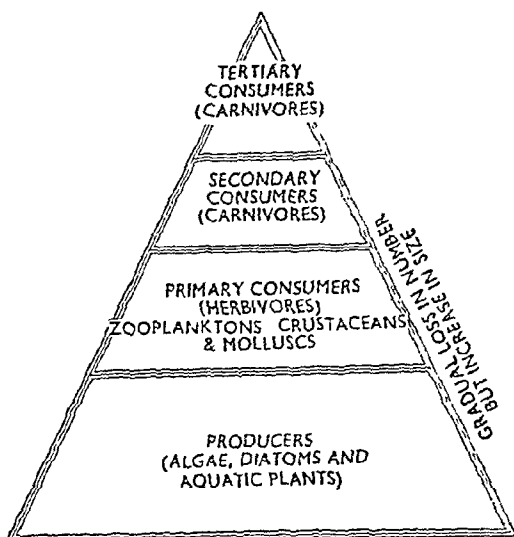 TERTIARY
CONSUMERS
(CARNIVORES)
SECONDARY
CONSUMERS
(CARNIVORES)
PRIMARY CONSUMERS
(HERBIVORES)
ZOOPLANKTONS CRUSTACEANS
& MOLLUSCS
PRODUCERS
(ALGAE, DIATOMS AND
AQUATIC PLANTS)
GRADUAL LOSS IN NUMBER
BUT INCREASE IN SIZE